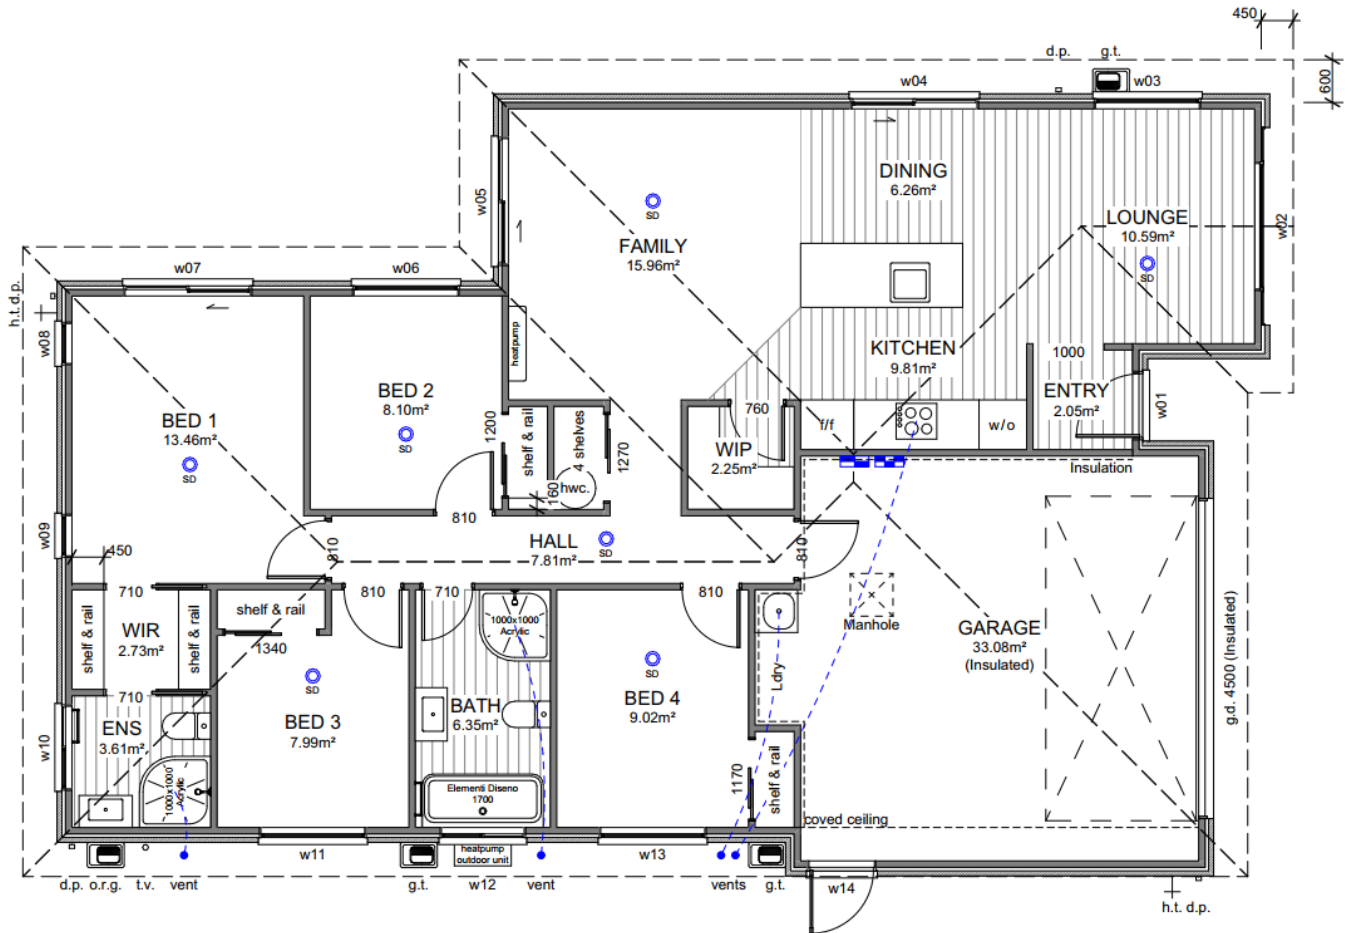 450
d.p. g.t.
w04
w03
600
DINING
6.26m²
w05
SD
FAMILY
15.96m²
LOUNGE
10.59m²
w02
SD
w07
w06
h.t. d.p.
w08
heatpump
KITCHEN
9.81m²
1000
BED 2
8.10m²
SD
ENTRY
2.05m²
w01
BED 1
13.46m²
SD
1200
shelf & rail
4 shelves
1270
760
f/f
w/o
WIP
2.25m²
Insulation
160
hwc.
w09
450
810
810
HALL
7.81m²
SD
810
710
810
710
810
shelf & rail
WIR
2.73m²
shelf & rail
shelf & rail
1340
1000x1000
Acrylic
Manhole
GARAGE
33.08m²
(Insulated)
g.d. 4500 (Insulated)
SD
SD
Ldry
710
w10
ENS
3.61m²
BED 3
7.99m²
BATH
6.35m²
BED 4
9.02m²
1000x1000
Acrylic
Elementi Diseno
1700
1170
shelf & rail
coved ceiling
w11
heatpump
outdoor unit
w13
d.p. o.r.g. t.v. vent
g.t.
w12
vent
vents
g.t.
w14
h.t. d.p.